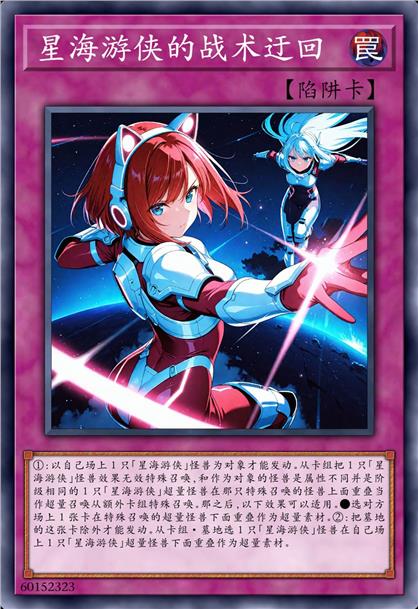 星海游侠的战术迂回
罠
【陷阱卡】
①:以自己场上1只「星海游侠」怪兽为对象才能发动。从卡组把1只「星
海游侠」怪兽效果无效特殊召唤,和作为对象的怪兽是属性不同并是阶
级相同的1只「星海游侠」超量怪兽在那只特殊召唤的怪兽上面重叠当
作超量召唤从额外卡组特殊召唤。那之后,以下效果可以适用。●选对方
场上1张卡在特殊召唤的超量怪兽下面重叠作为超量素材。②:把墓地
的这张卡除外才能发动。从卡组·墓地选1只「星海游侠」怪兽在自己场
上1只「星海游侠」超量怪兽下面重叠作为超量素材。
60152323